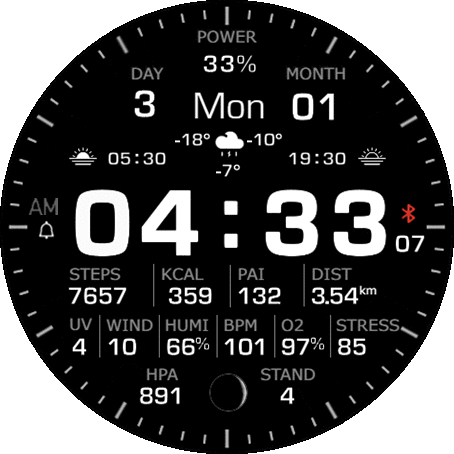 POWER
33%
DAY MONTH
3 Mon 01
-18° -10°
-7°
05:30 19:30
AM 04:33 07
STEPS KCAL PAI DIST
7657 359 132 3.54km
UV WIND HUMI BPM O2 STRESS
4 10 66% 101 97% 85
HPA STAND
891 4